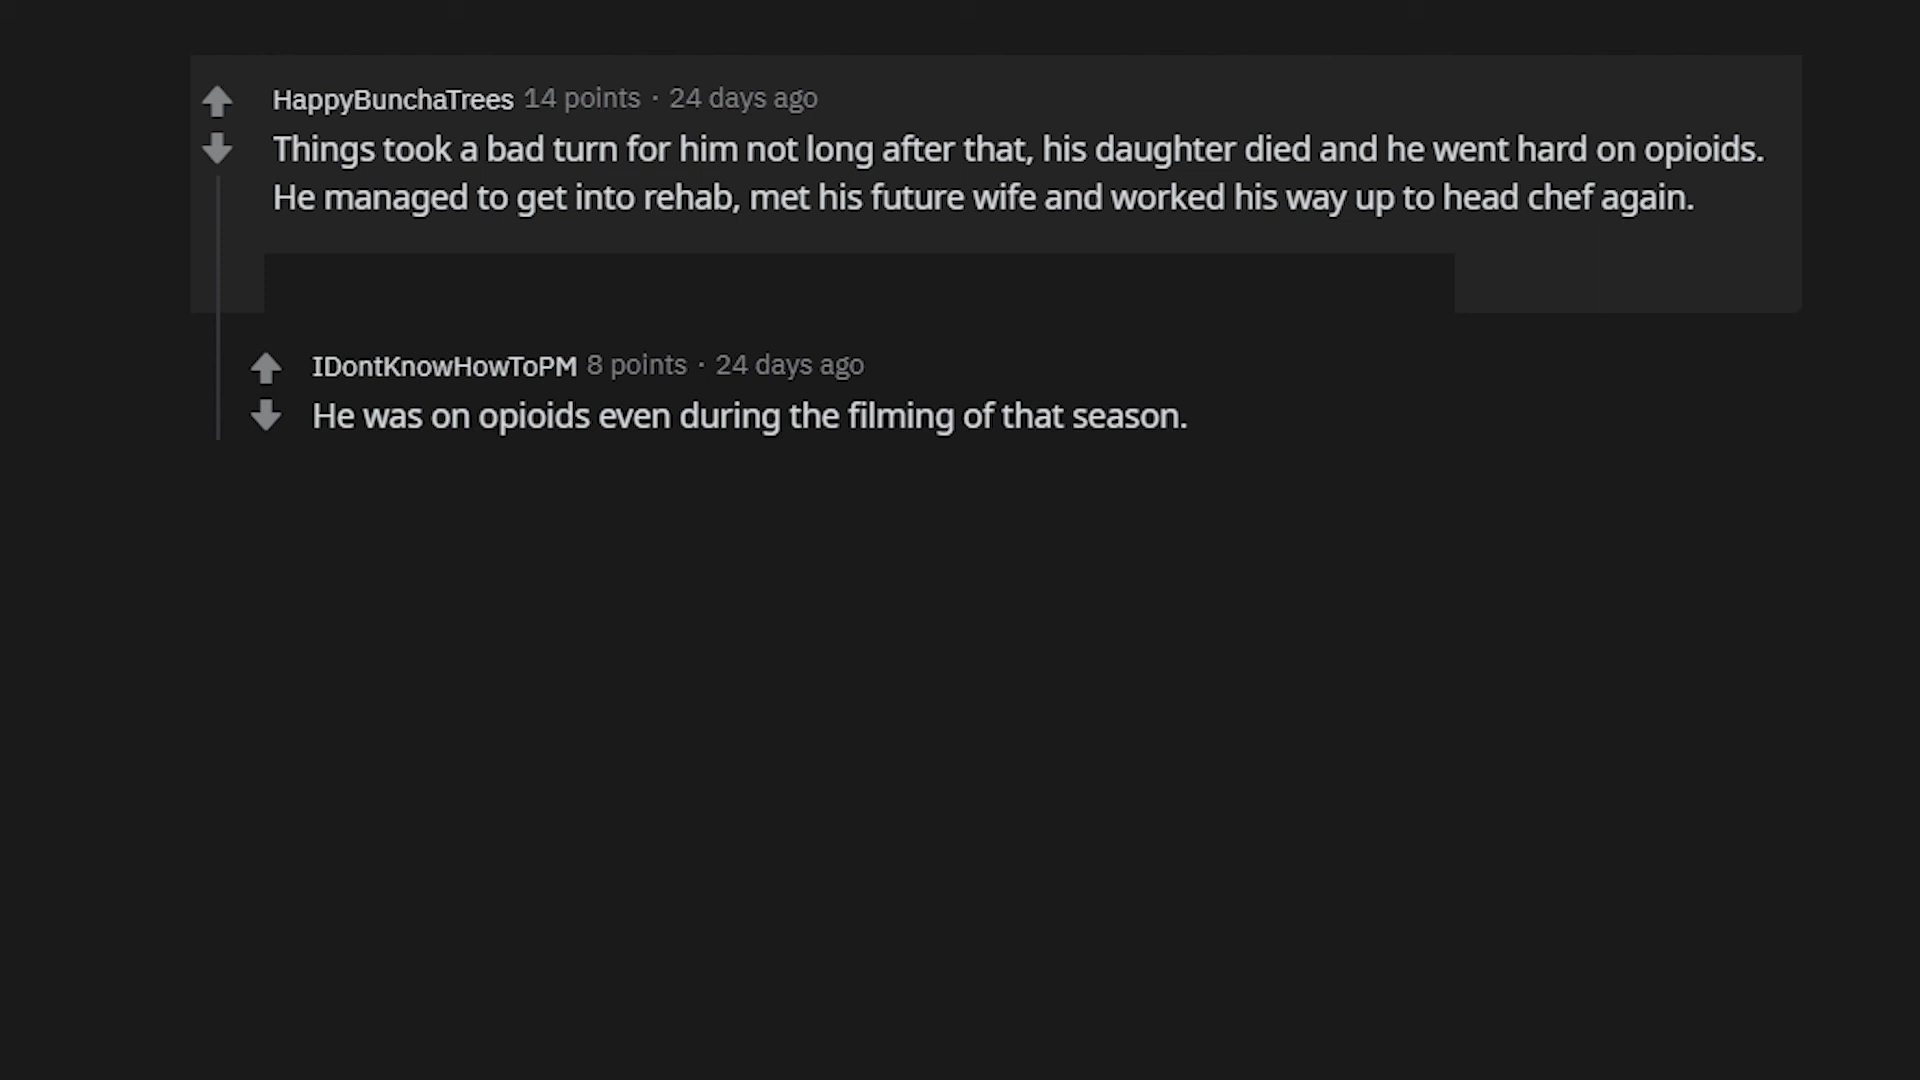 HappyBunchaTrees 14 points · 24 days ago
Things took a bad turn for him not long after that, his daughter died and he went hard on opioids.
He managed to get into rehab, met his future wife and worked his way up to head chef again.
IDontKnowHowToPM 8 points · 24 days ago
He was on opioids even during the filming of that season.